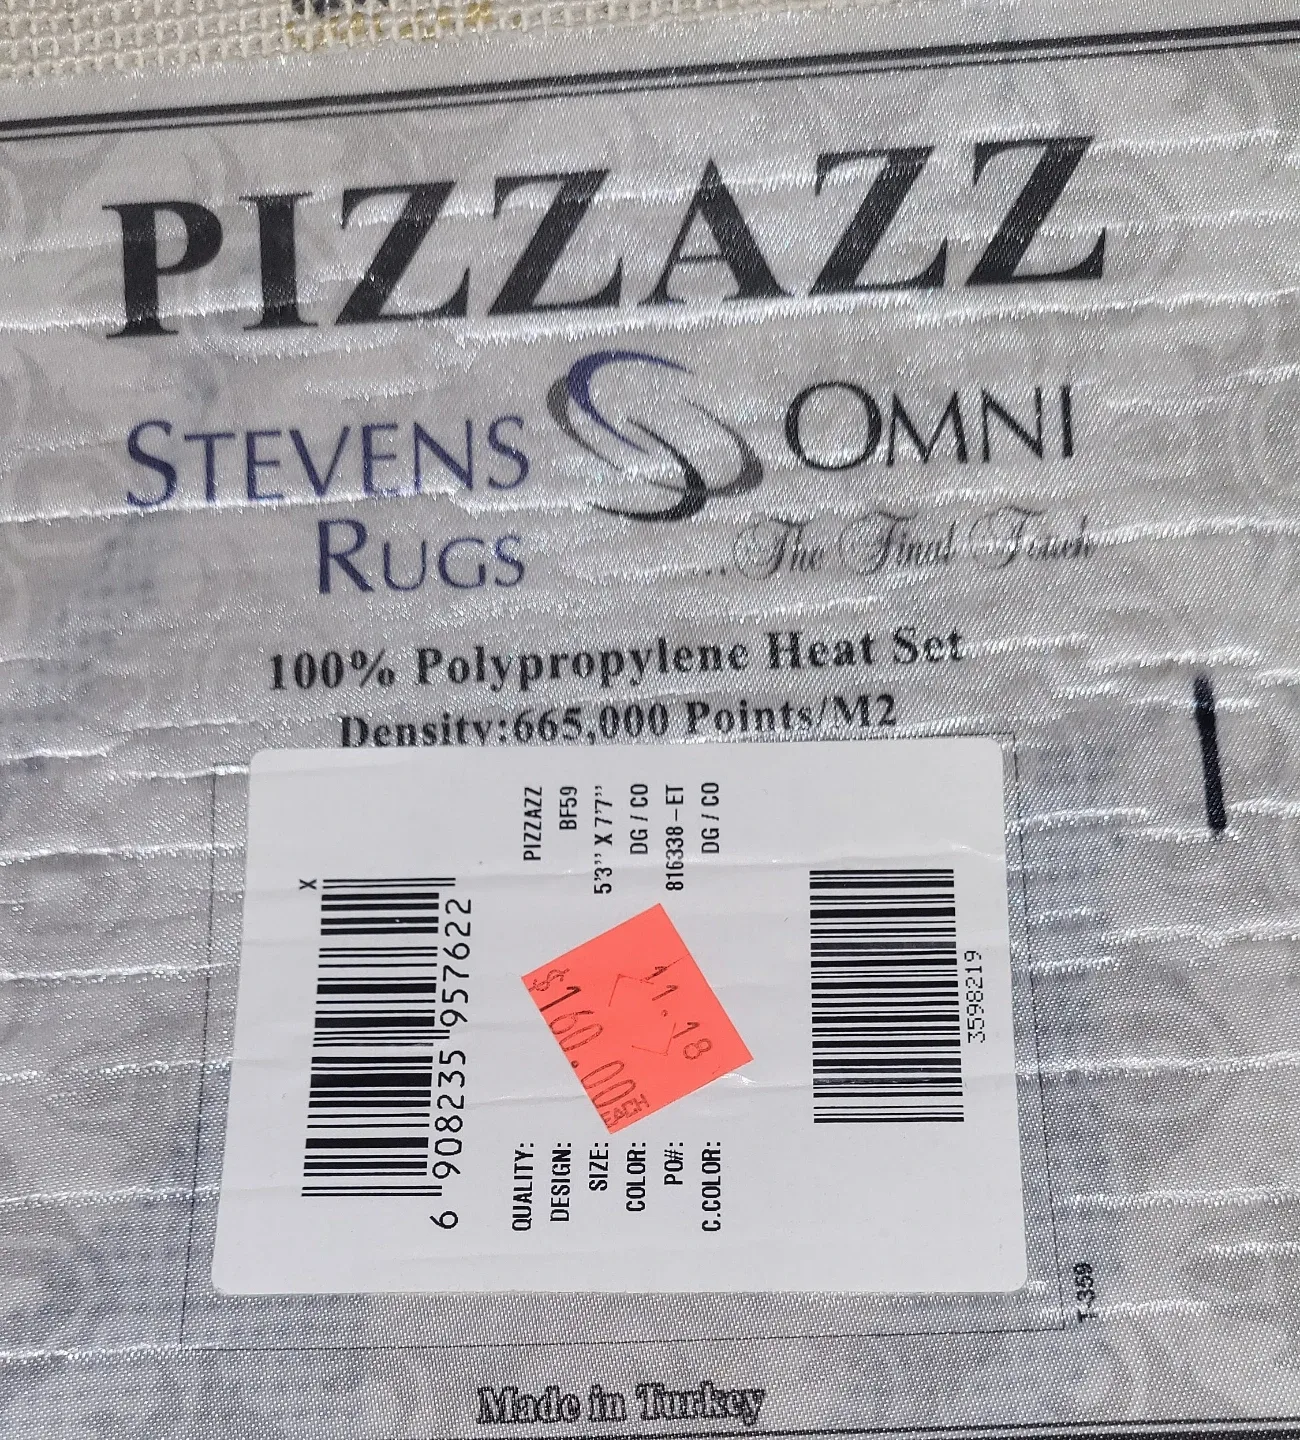 PIZZAZZ
STEVENS OMNI
RUGS
...The Final Touch
100% Polypropylene Heat Set
Density:665,000 Points/M2
X
6 908235 957622
QUALITY: PIZZAZZ
DESIGN: BF59
SIZE: 5'3" X 7'7"
COLOR: DG / CO
PO#: 816338 - ET
C.COLOR: DG / CO
$160.00
EACH
11.18
3598219
T-359
Made in Turkey